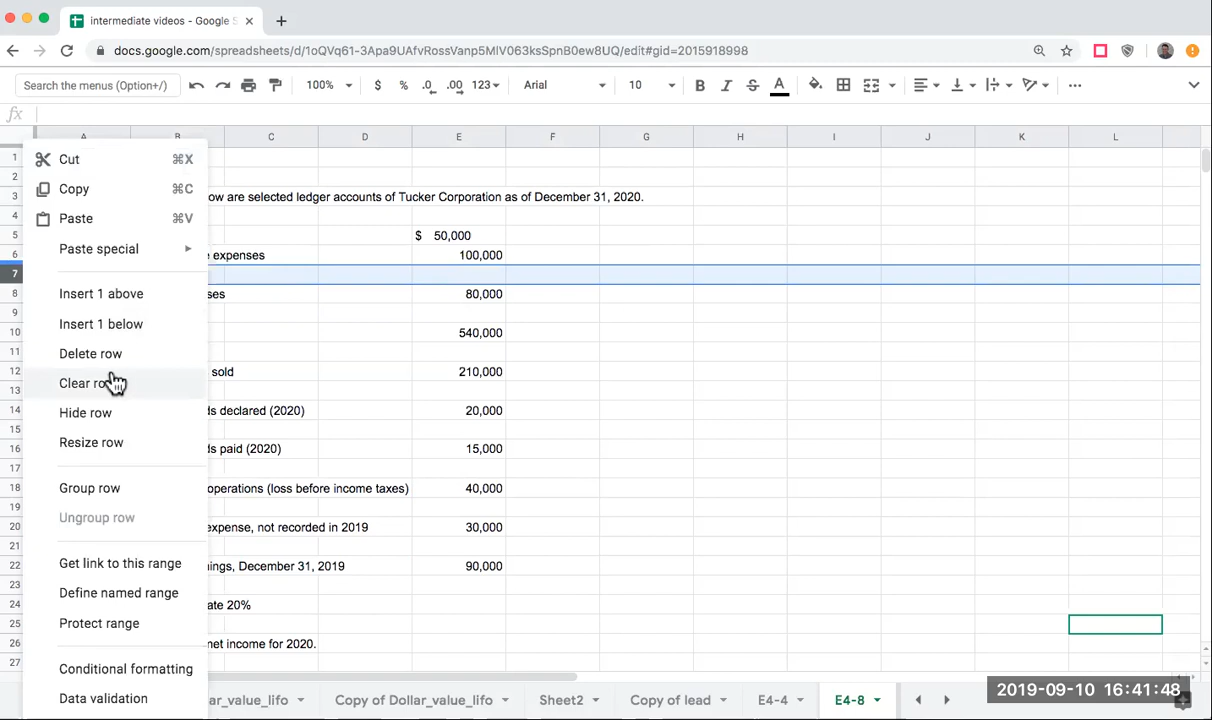 intermediate videos - Google S
docs.google.com/spreadsheets/d/1oQVq61-3Apa9UAfvRossVanp5MlV063ksSpnB0ew8UQ/edit#gid=2015918998
Search the menus (Option+/) 100% $ % .0 .00 123 Arial 10 B I S A
fx
A B C D E F G H I J K L
1
2
3 ow are selected ledger accounts of Tucker Corporation as of December 31, 2020.
4
5 $ 50,000
6 e expenses 100,000
7
8 ses 80,000
9
10 540,000
11
12 sold 210,000
13
14 ds declared (2020) 20,000
15
16 ds paid (2020) 15,000
17
18 operations (loss before income taxes) 40,000
19
20 expense, not recorded in 2019 30,000
21
22 nings, December 31, 2019 90,000
23
24 ate 20%
25
26 net income for 2020.
27
Cut ⌘X
Copy ⌘C
Paste ⌘V
Paste special
Insert 1 above
Insert 1 below
Delete row
Clear ro
Hide row
Resize row
Group row
Ungroup row
Get link to this range
Define named range
Protect range
Conditional formatting
Data validation
ar_value_lifo Copy of Dollar_value_lifo Sheet2 Copy of lead E4-4 E4-8
2019-09-10 16:41:48